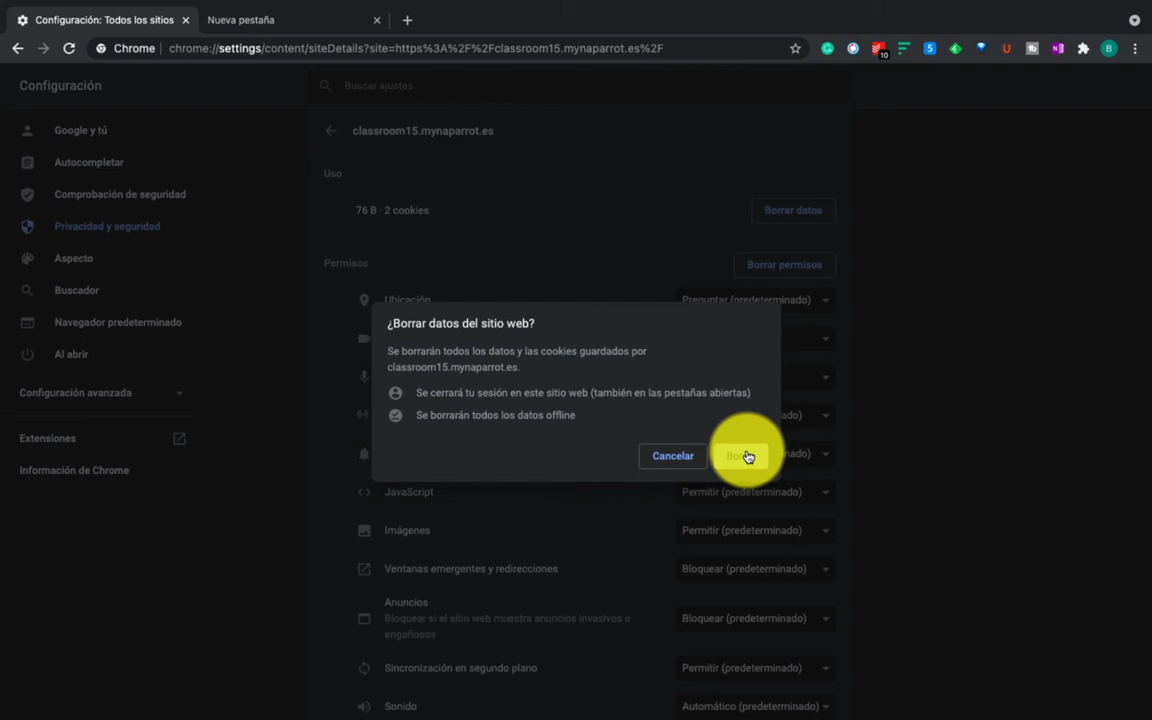 Configuración: Todos los sitios
Nueva pestaña
Chrome
chrome://settings/content/siteDetails?site=https%3A%2F%2Fclassroom15.mynaparrot.es%2F
10
5
U
B
Configuración
Buscar ajustes
Google y tú
Autocompletar
Comprobación de seguridad
Privacidad y seguridad
Aspecto
Buscador
Navegador predeterminado
Al abrir
Configuración avanzada
Extensiones
Información de Chrome
classroom15.mynaparrot.es
Uso
76 B · 2 cookies
Borrar datos
Permisos
Borrar permisos
Ubicación
Preguntar (predeterminado)
¿Borrar datos del sitio web?
Se borrarán todos los datos y las cookies guardados por
classroom15.mynaparrot.es.
Se cerrará tu sesión en este sitio web (también en las pestañas abiertas)
Se borrarán todos los datos offline
Cancelar
JavaScript
Permitir (predeterminado)
Imágenes
Permitir (predeterminado)
Ventanas emergentes y redirecciones
Bloquear (predeterminado)
Anuncios
Bloquear si el sitio web muestra anuncios invasivos o
engañosos
Bloquear (predeterminado)
Sincronización en segundo plano
Permitir (predeterminado)
Sonido
Automático (predeterminado)